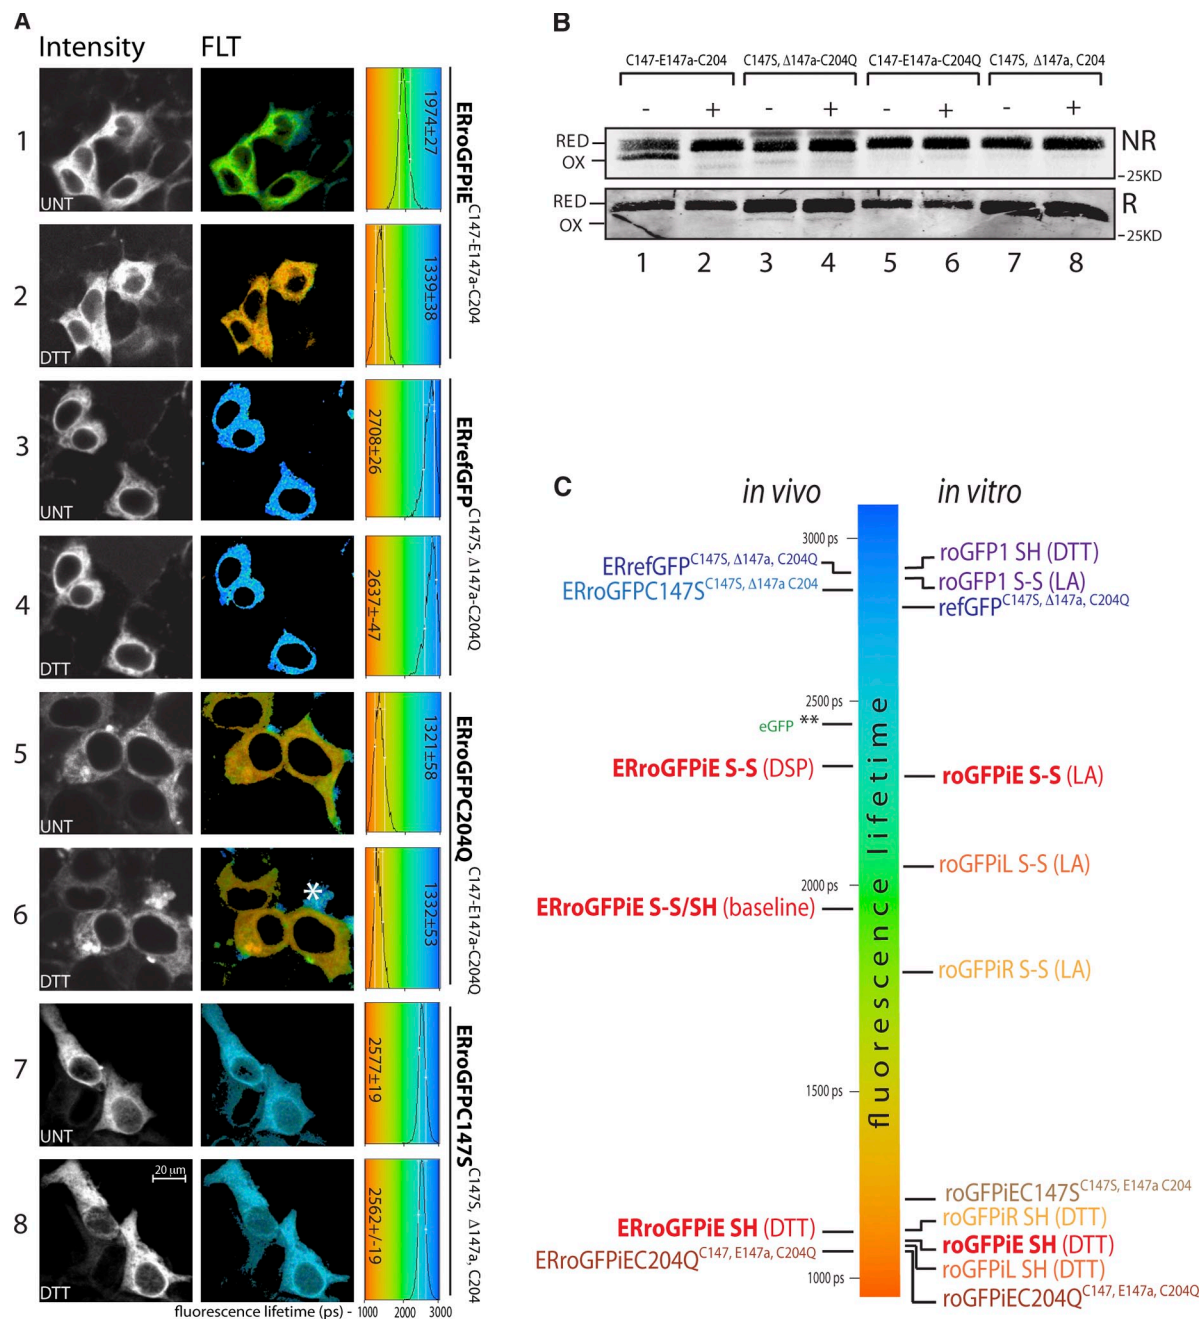 A
Intensity FLT
1
UNT
1974±27
ERroGFPiE C147-E147a-C204
2
DTT
1339±38
3
UNT
2708±26
ERrefGFP C147S, Δ147a-C204Q
4
DTT
2637+-47
5
UNT
1321±58
ERroGFPC204Q C147-E147a-C204Q
6
DTT
*
1332±53
7
UNT
2577±19
ERroGFPC147S C147S, Δ147a, C204
8
20 µm
DTT
2562+/-19
fluorescence lifetime (ps) - 1000 2000 3000
B
C147-E147a-C204 C147S, Δ147a-C204Q C147-E147a-C204Q C147S, Δ147a, C204
- + - + - + - +
RED
OX
NR
-25KD
RED
OX
R
-25KD
1 2 3 4 5 6 7 8
C
in vivo in vitro
fluorescence lifetime
3000 ps
2500 ps
2000 ps
1500 ps
1000 ps
ERrefGFP C147S, Δ147a, C204Q
ERroGFPC147S C147S, Δ147a C204
eGFP **
ERroGFPiE S-S (DSP)
ERroGFPiE S-S/SH (baseline)
ERroGFPiE SH (DTT)
ERroGFPiEC204Q C147, E147a, C204Q
roGFP1 SH (DTT)
roGFP1 S-S (LA)
refGFP C147S, Δ147a, C204Q
roGFPiE S-S (LA)
roGFPiL S-S (LA)
roGFPiR S-S (LA)
roGFPiEC147S C147S, E147a C204
roGFPiR SH (DTT)
roGFPiE SH (DTT)
roGFPiL SH (DTT)
roGFPiEC204Q C147, E147a, C204Q